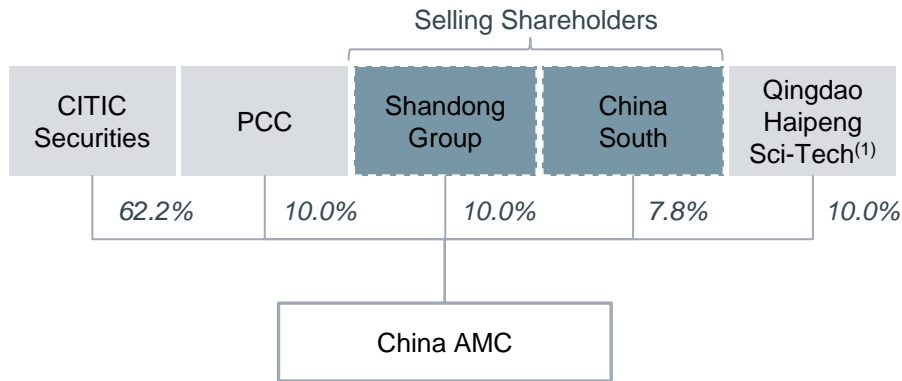 Selling Shareholders
CITIC
Securities
PCC
Shandong
Group
China
South
Qingdao
Haipeng
Sci-Tech(1)
62.2%
10.0%
10.0%
7.8%
10.0%
China AMC